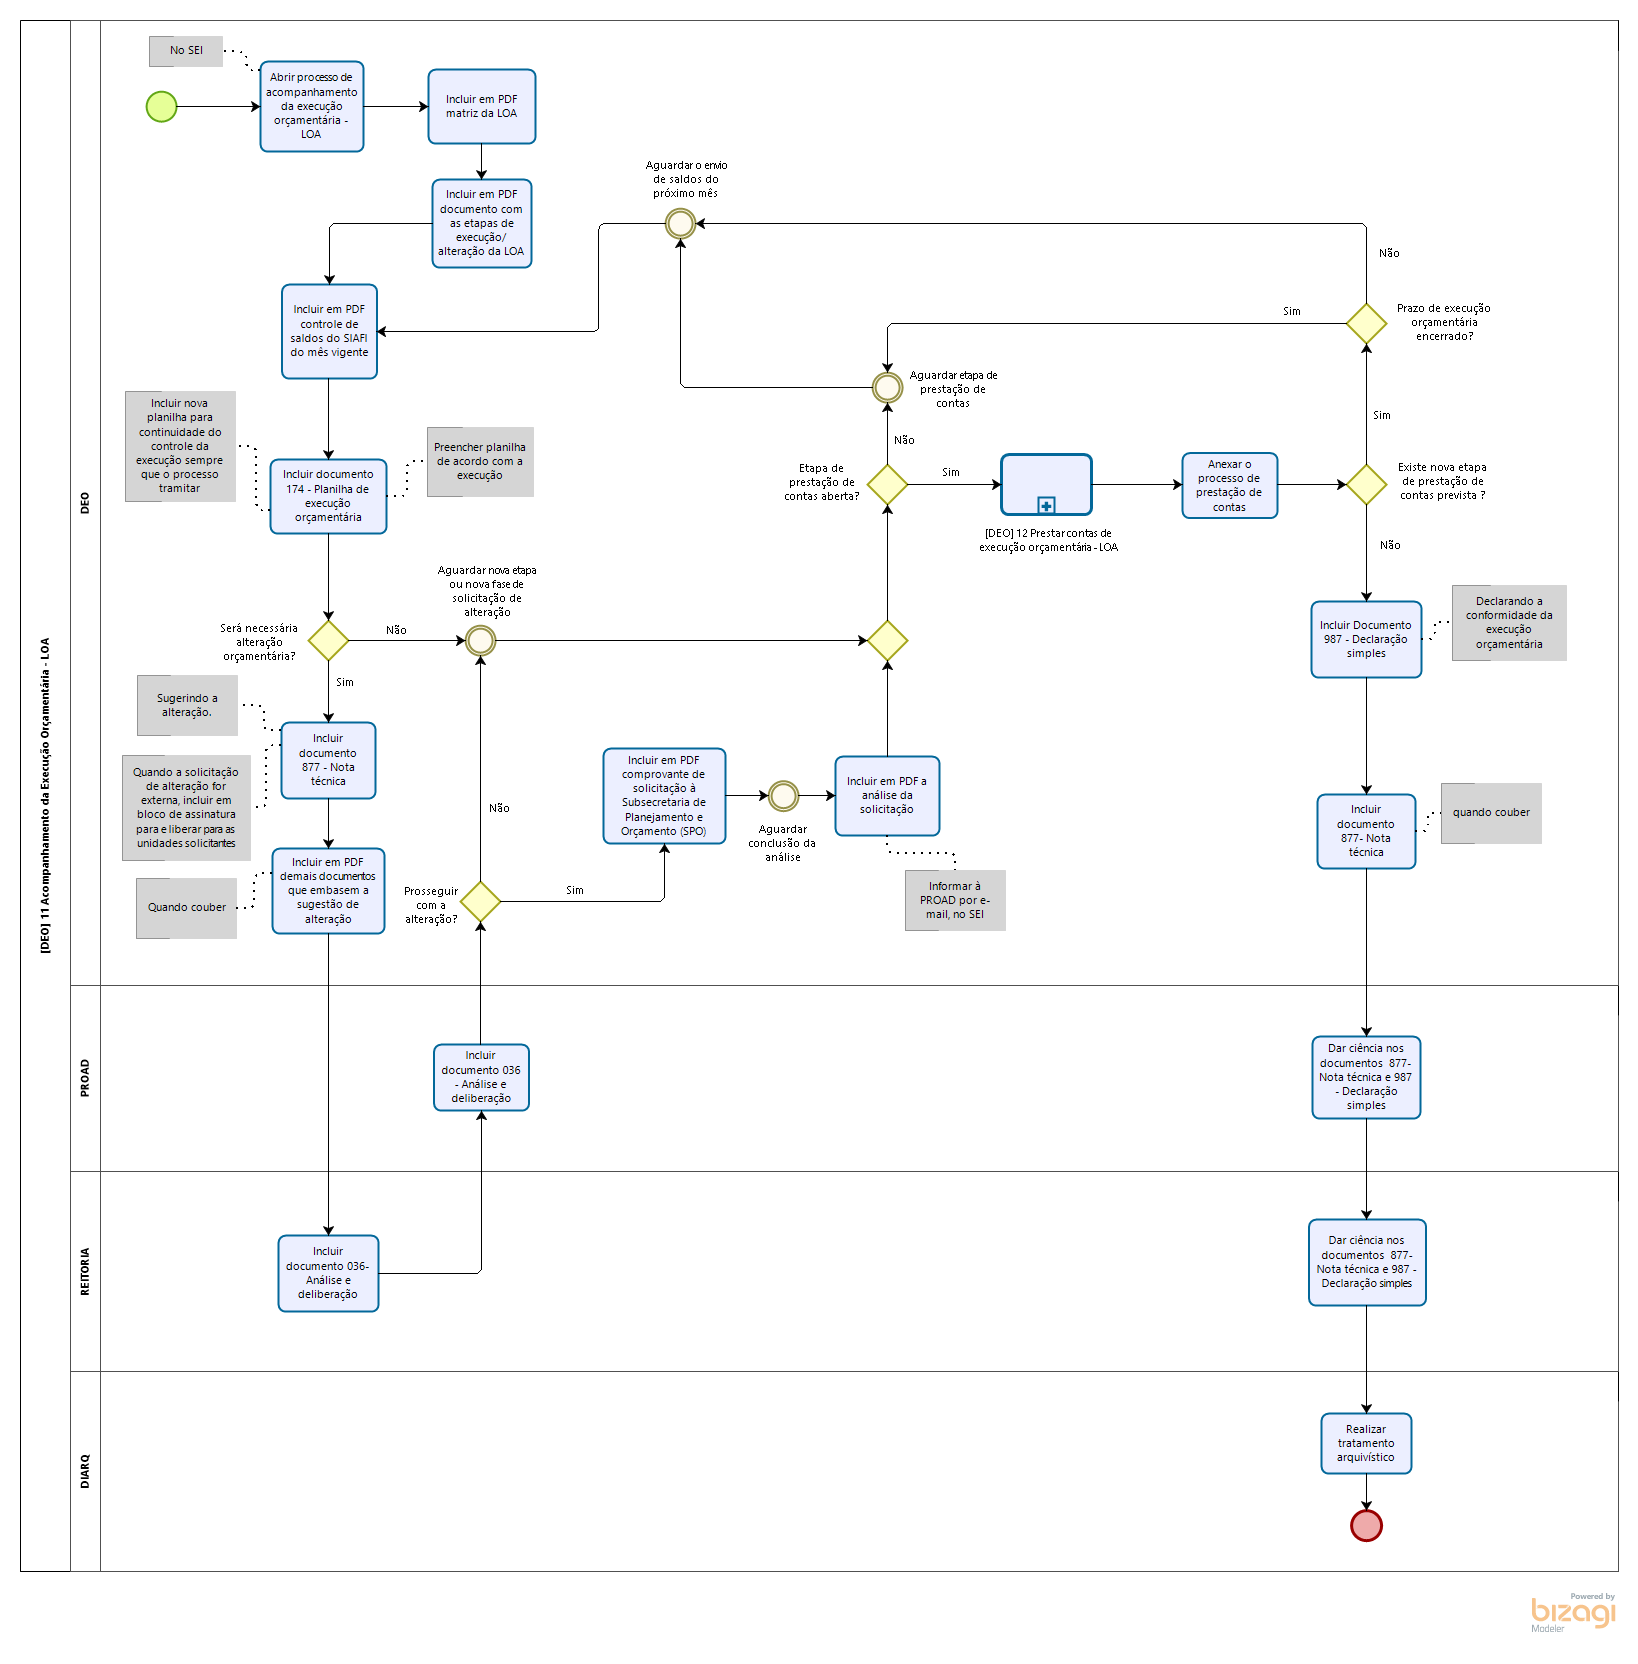 [DEO] 11 Acompanhamento da Execução Orçamentária - LOA
DEO
No SEI
Abrir processo de
acompanhamento
da execução
orçamentária -
LOA
Incluir em PDF
matriz da LOA
Incluir em PDF
documento com
as etapas de
execução/
alteração da LOA
Aguardar o envio
de saldos do
próximo mês
Não
Incluir em PDF
controle de
saldos do SIAFI
do mês vigente
Sim
Prazo de execução
orçamentária
encerrado?
Aguardar etapa de
prestação de
contas
Incluir nova
planilha para
continuidade do
controle da
execução sempre
que o processo
tramitar
Preencher planilha
de acordo com a
execução
Incluir documento
174 - Planilha de
execução
orçamentária
Não
Sim
Etapa de
prestação de
contas aberta?
Sim
[DEO] 12 Prestar contas de
execução orçamentária - LOA
Anexar o
processo de
prestação de
contas
Existe nova etapa
de prestação de
contas prevista ?
Não
Aguardar nova etapa
ou nova fase de
solicitação de
alteração
Será necessária
alteração
orçamentária?
Não
Sim
Incluir Documento
987 - Declaração
simples
Declarando a
conformidade da
execução
orçamentária
Sugerindo a
alteração.
Incluir
documento
877 - Nota
técnica
Quando a solicitação
de alteração for
externa, incluir em
bloco de assinatura
para e liberar para as
unidades solicitantes
Não
Incluir em PDF
comprovante de
solicitação à
Subsecretaria de
Planejamento e
Orçamento (SPO)
Aguardar
conclusão da
análise
Incluir em PDF a
análise da
solicitação
Incluir
documento
877- Nota
técnica
quando couber
Incluir em PDF
demais documentos
que embasem a
sugestão de
alteração
Quando couber
Prosseguir
com a
alteração?
Sim
Informar à
PROAD por e-
mail, no SEI
PROAD
Incluir
documento 036
- Análise e
deliberação
Dar ciência nos
documentos 877-
Nota técnica e 987
- Declaração
simples
REITORIA
Incluir
documento 036-
Análise e
deliberação
Dar ciência nos
documentos 877-
Nota técnica e 987 -
Declaração simples
DIARQ
Realizar
tratamento
arquivístico
Powered by
bizagi
Modeler